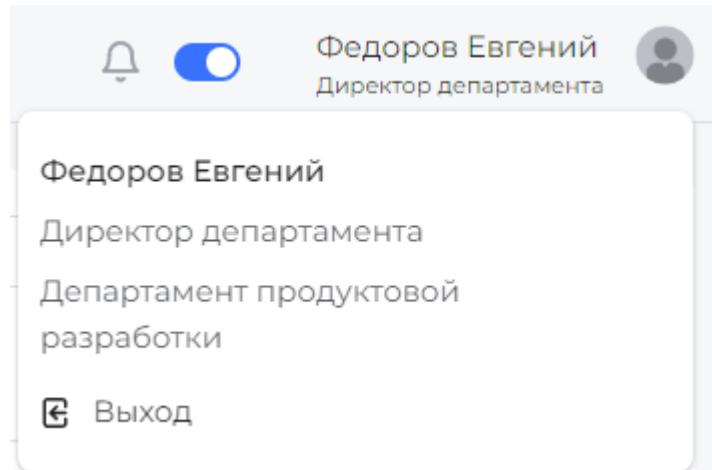 Федоров Евгений
Директор департамента
Федоров Евгений
Директор департамента
Департамент продуктовой
разработки
Выход